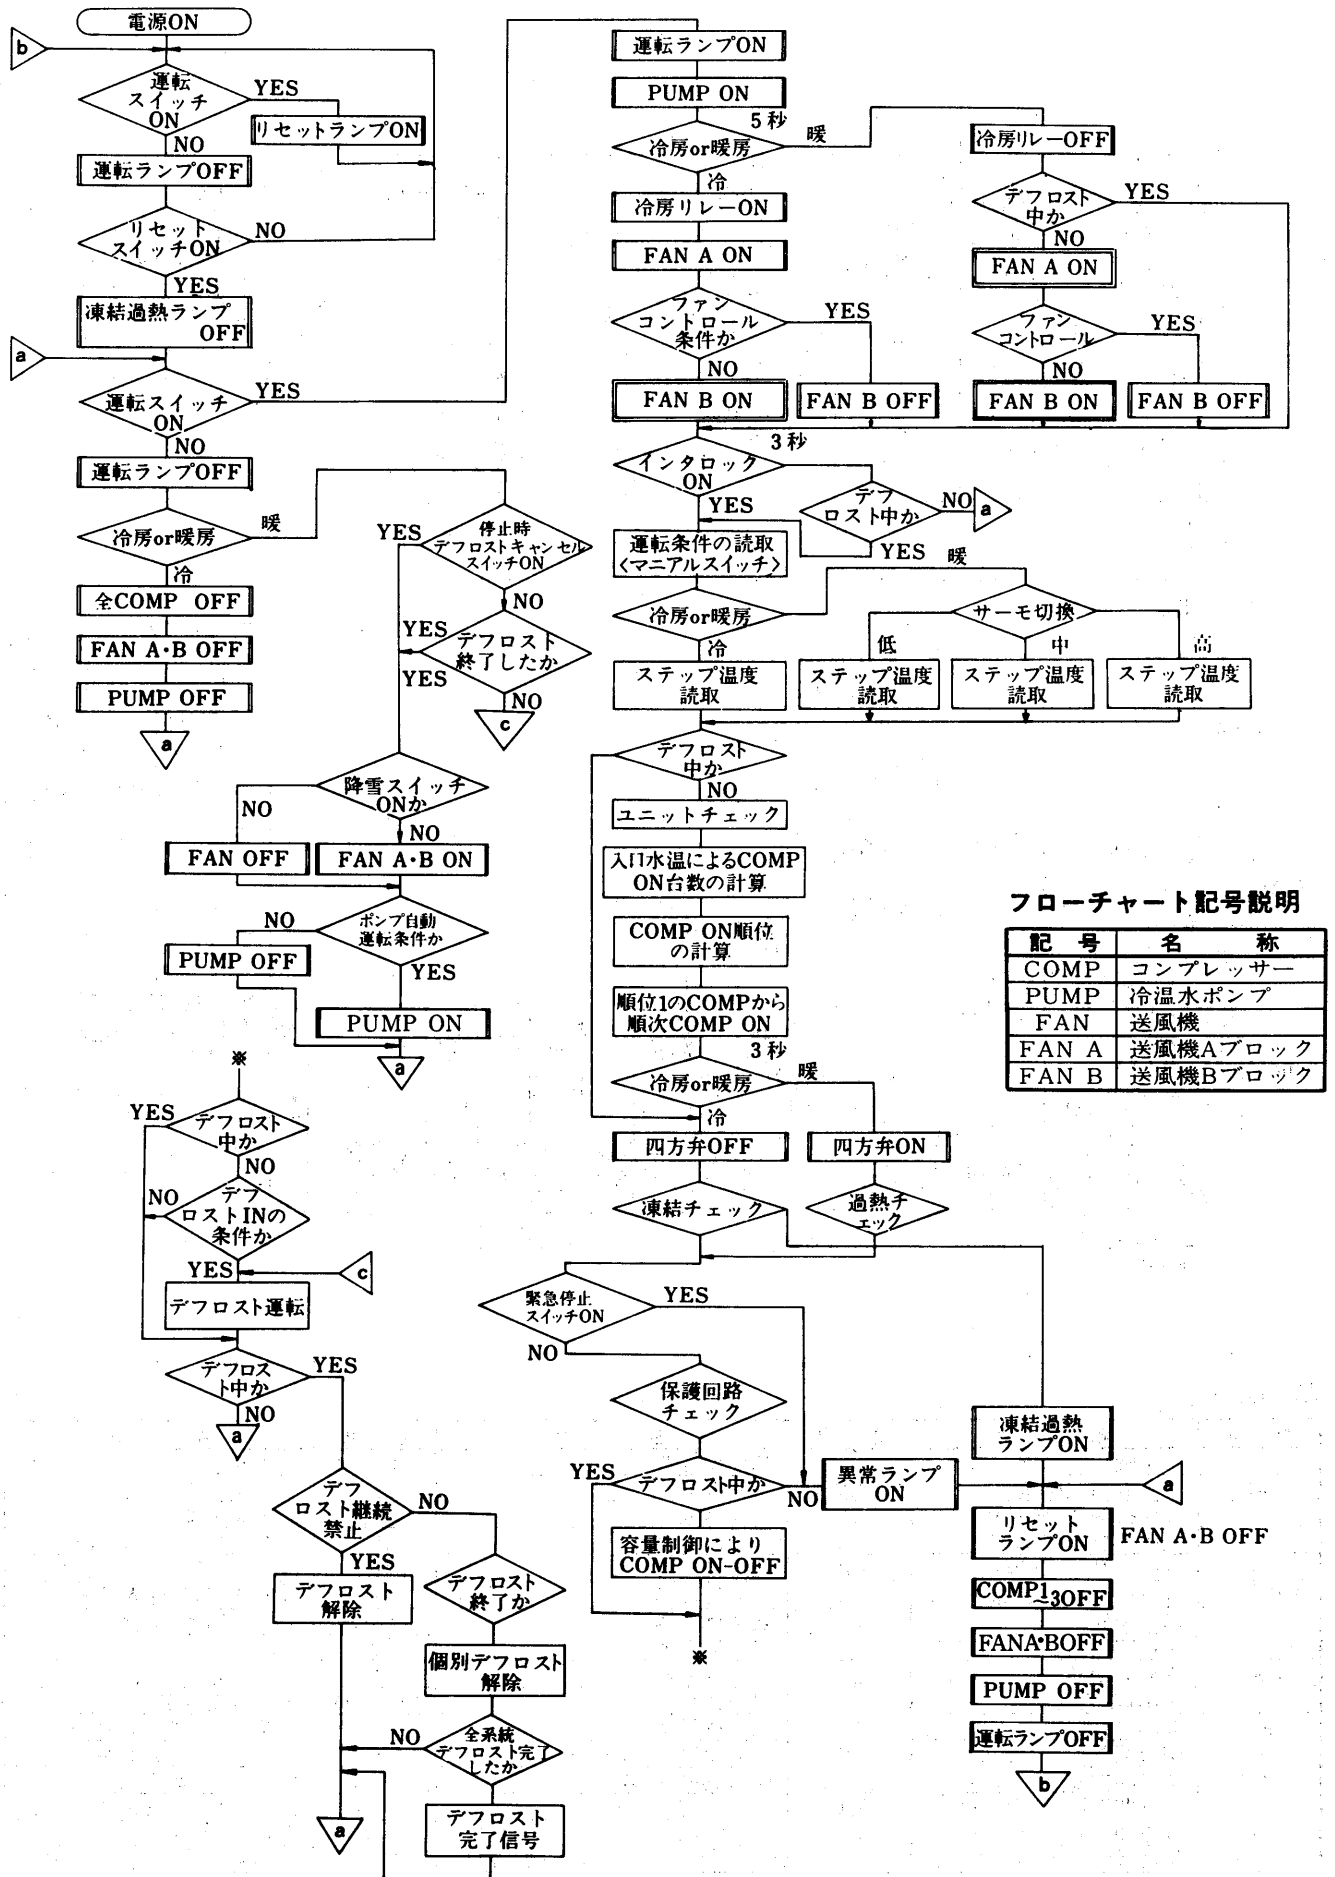 電源ON
b
運転
スイッチ
ON
YES
リセットランプON
NO
運転ランプOFF
リセット
スイッチON
NO
YES
凍結過熱ランプ
OFF
a
運転スイッチ
ON
YES
NO
運転ランプOFF
冷房or暖房
暖
冷
全COMP OFF
FAN A・B OFF
PUMP OFF
a
停止時
デフロストキャンセル
スイッチON
YES
NO
デフロスト
終了したか
YES
YES
NO
c
降雪スイッチ
ONか
NO
NO
FAN OFF
FAN A・B ON
ポンプ自動
運転条件か
NO
YES
PUMP OFF
PUMP ON
a
※
デフロスト
中か
YES
NO
デフ
ロストINの
条件か
NO
YES
c
デフロスト運転
デフロス
ト中か
YES
NO
a
デフ
ロスト継続
禁止
NO
YES
デフロスト
解除
デフロスト
終了か
個別デフロスト
解除
全系統
デフロスト完了
したか
NO
デフロスト
完了信号
a
運転ランプON
PUMP ON
5秒
冷房or暖房
暖
冷
冷房リレーON
FAN A ON
ファン
コントロール
条件か
YES
NO
FAN B ON
FAN B OFF
冷房リレーOFF
デフロスト
中か
YES
NO
FAN A ON
ファン
コントロール
YES
NO
FAN B ON
FAN B OFF
3秒
インタロック
ON
YES
デフ
ロスト中か
NO
a
YES
運転条件の読取
<マニアルスイッチ>
冷房or暖房
暖
冷
サーモ切換
低
中
高
ステップ温度
読取
ステップ温度
読取
ステップ温度
読取
ステップ温度
読取
デフロスト
中か
NO
ユニットチェック
入口水温によるCOMP
ON台数の計算
COMP ON順位
の計算
順位1のCOMPから
順次COMP ON
3秒
冷房or暖房
暖
冷
四方弁OFF
四方弁ON
凍結チェック
過熱チ
ェック
緊急停止
スイッチON
YES
NO
保護回路
チェック
デフロスト中か
YES
NO
異常ランプ
ON
容量制御により
COMP ON-OFF
※
凍結過熱
ランプON
a
リセット
ランプON
FAN A・B OFF
COMP1
~3OFF
FANA・BOFF
PUMP OFF
運転ランプOFF
b
フローチャート記号説明
記号 名称
COMP コンプレッサー
PUMP 冷温水ポンプ
FAN 送風機
FAN A 送風機Aブロック
FAN B 送風機Bブロック